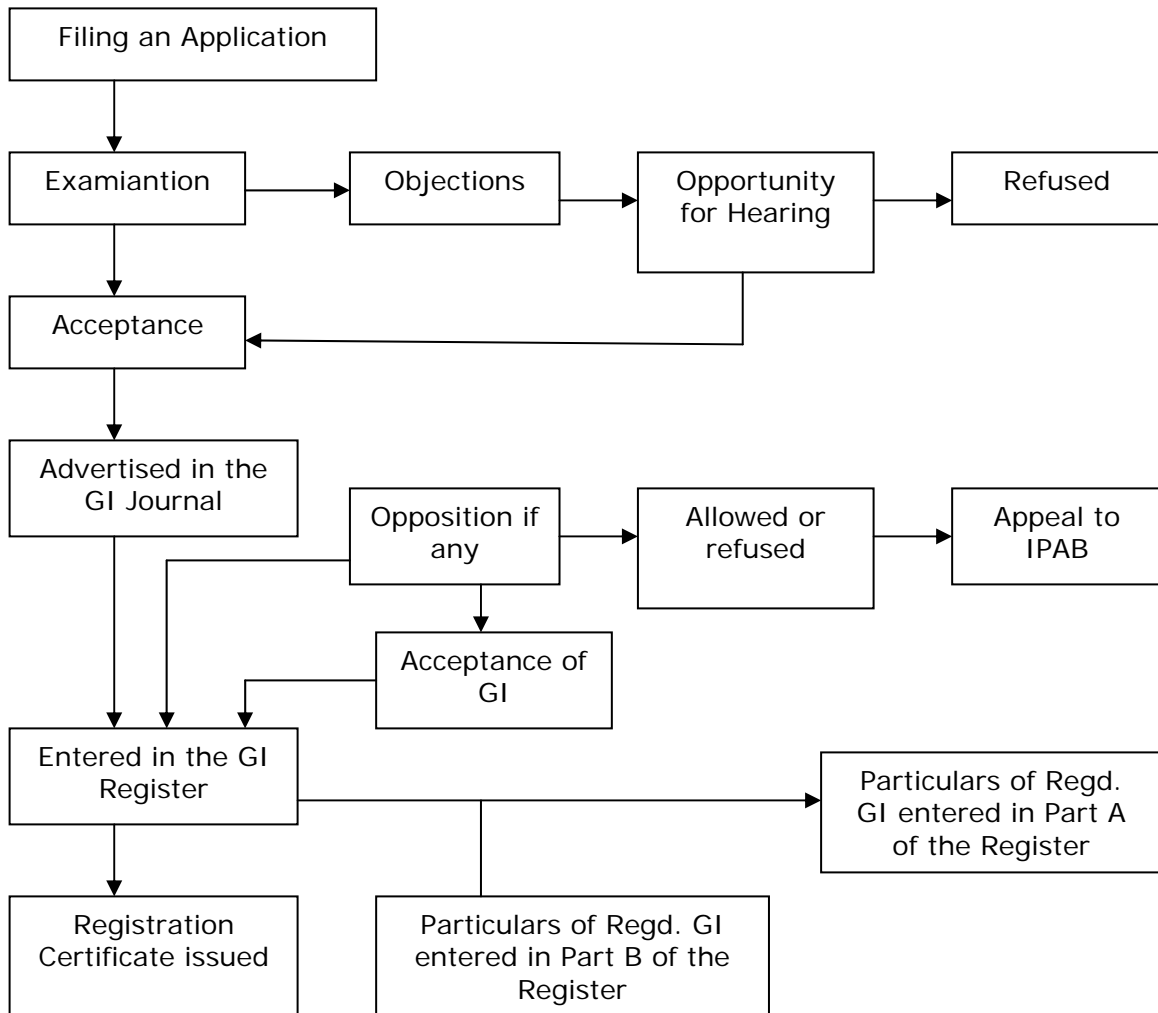 Filing an Application
Examiantion
Objections
Opportunity
for Hearing
Refused
Acceptance
Advertised in the
GI Journal
Opposition if
any
Allowed or
refused
Appeal to
IPAB
Acceptance of
GI
Entered in the GI
Register
Particulars of Regd.
GI entered in Part A
of the Register
Registration
Certificate issued
Particulars of Regd. GI
entered in Part B of the
Register